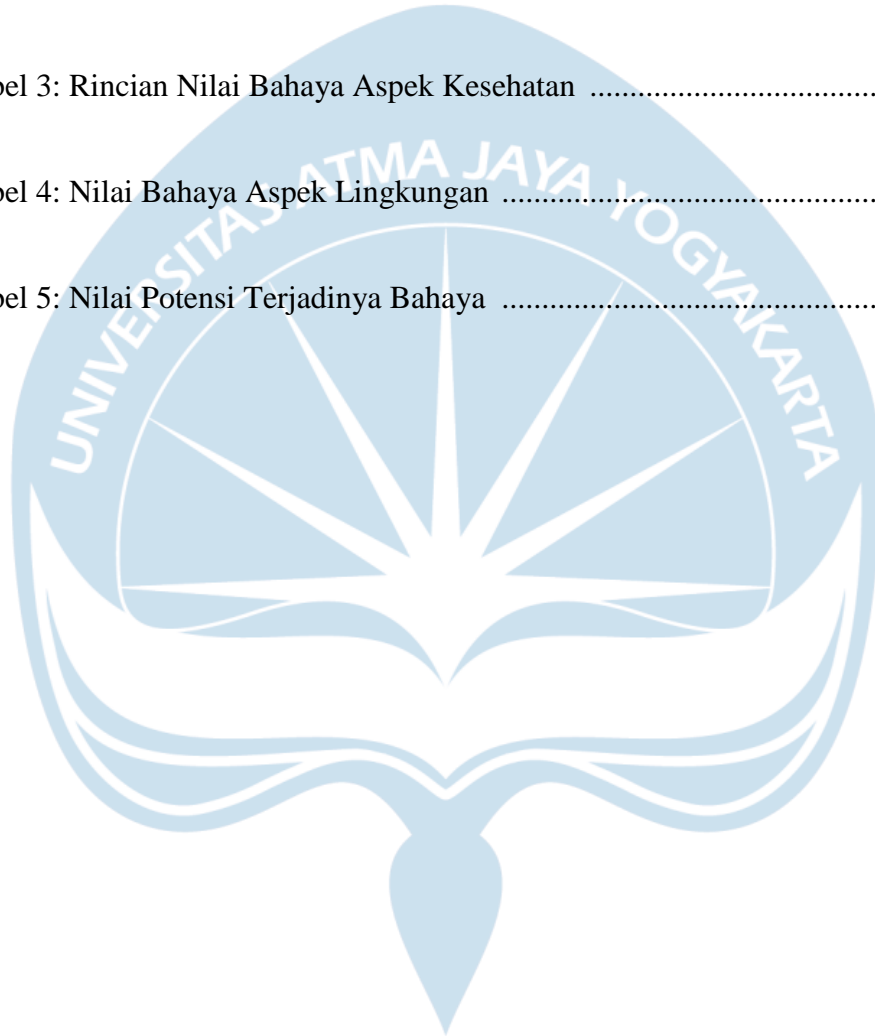 bel 3: Rincian Nilai Bahaya Aspek Kesehatan ....................................
bel 4: Nilai Bahaya Aspek Lingkungan ...............................................
bel 5: Nilai Potensi Terjadinya Bahaya ...............................................
UNIVERSITAS ATMA JAYA YOGYAKARTA